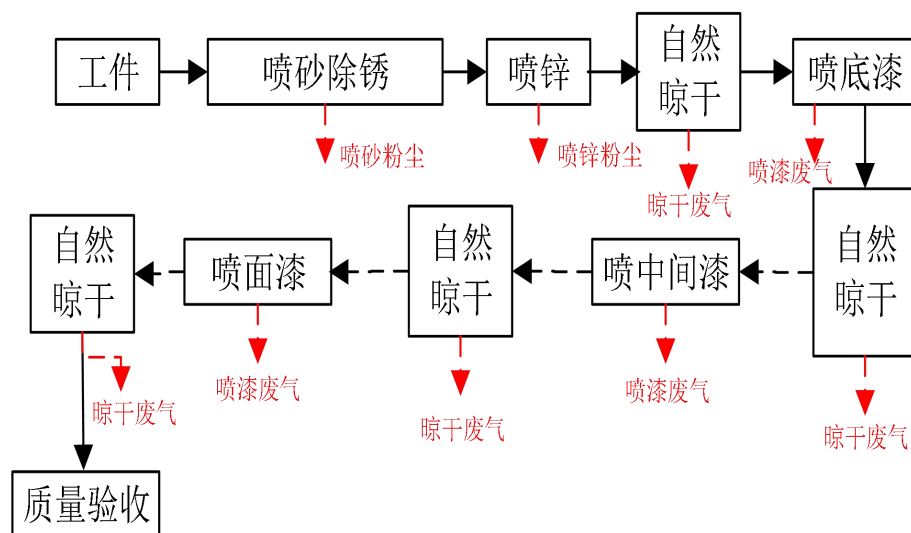 工件
喷砂除锈
喷锌
自然
晾干
喷底漆
喷砂粉尘
喷锌粉尘
晾干废气
喷漆废气
自然
晾干
喷中间漆
自然
晾干
喷面漆
自然
晾干
晾干废气
喷漆废气
晾干废气
喷漆废气
晾干废气
质量验收